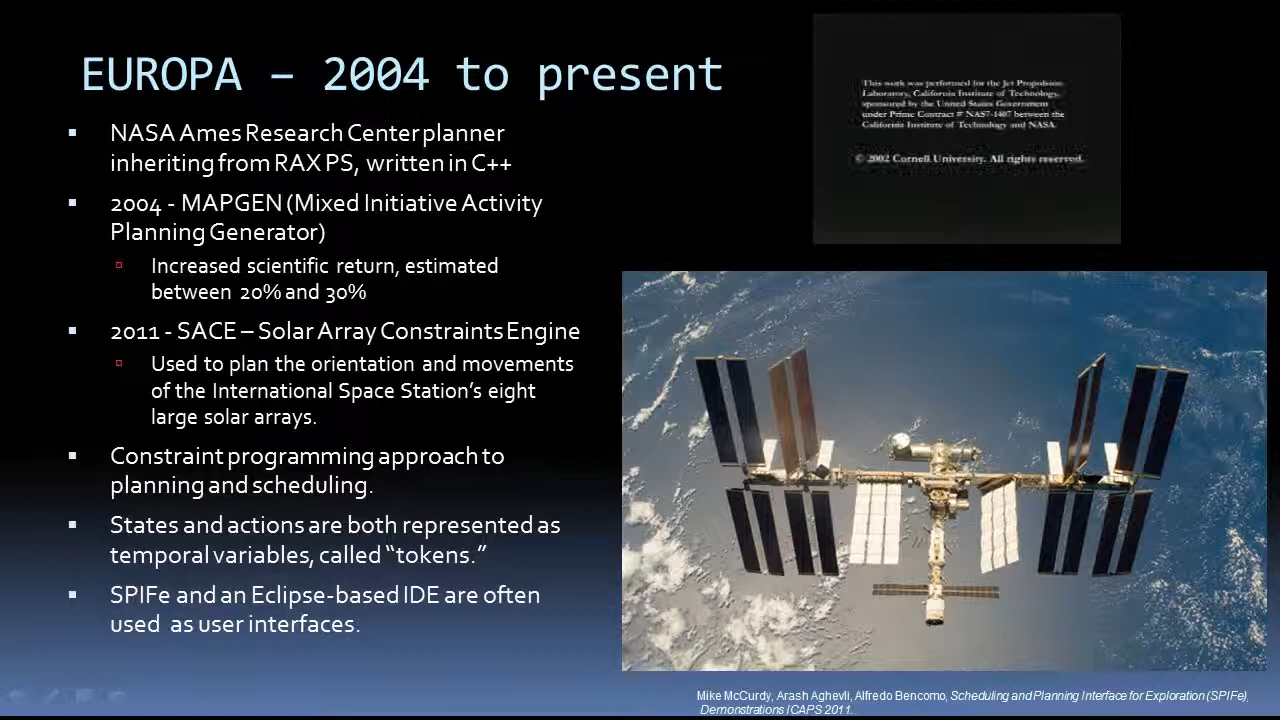 EUROPA – 2004 to present
This work was performed for the Jet Propulsion
Laboratory, California Institute of Technology,
sponsored by the United States Government
under Prime Contract # NAS7-1407 between the
California Institute of Technology and NASA.
© 2002 Cornell University. All rights reserved.
▪ NASA Ames Research Center planner
inheriting from RAX PS, written in C++
▪ 2004 - MAPGEN (Mixed Initiative Activity
Planning Generator)
▫ Increased scientific return, estimated
between 20% and 30%
▪ 2011 - SACE – Solar Array Constraints Engine
▫ Used to plan the orientation and movements
of the International Space Station’s eight
large solar arrays.
▪ Constraint programming approach to
planning and scheduling.
▪ States and actions are both represented as
temporal variables, called “tokens.”
▪ SPIFe and an Eclipse-based IDE are often
used as user interfaces.
Mike McCurdy, Arash Aghevli, Alfredo Bencomo, Scheduling and Planning Interface for Exploration (SPIFe),
Demonstrations ICAPS 2011.